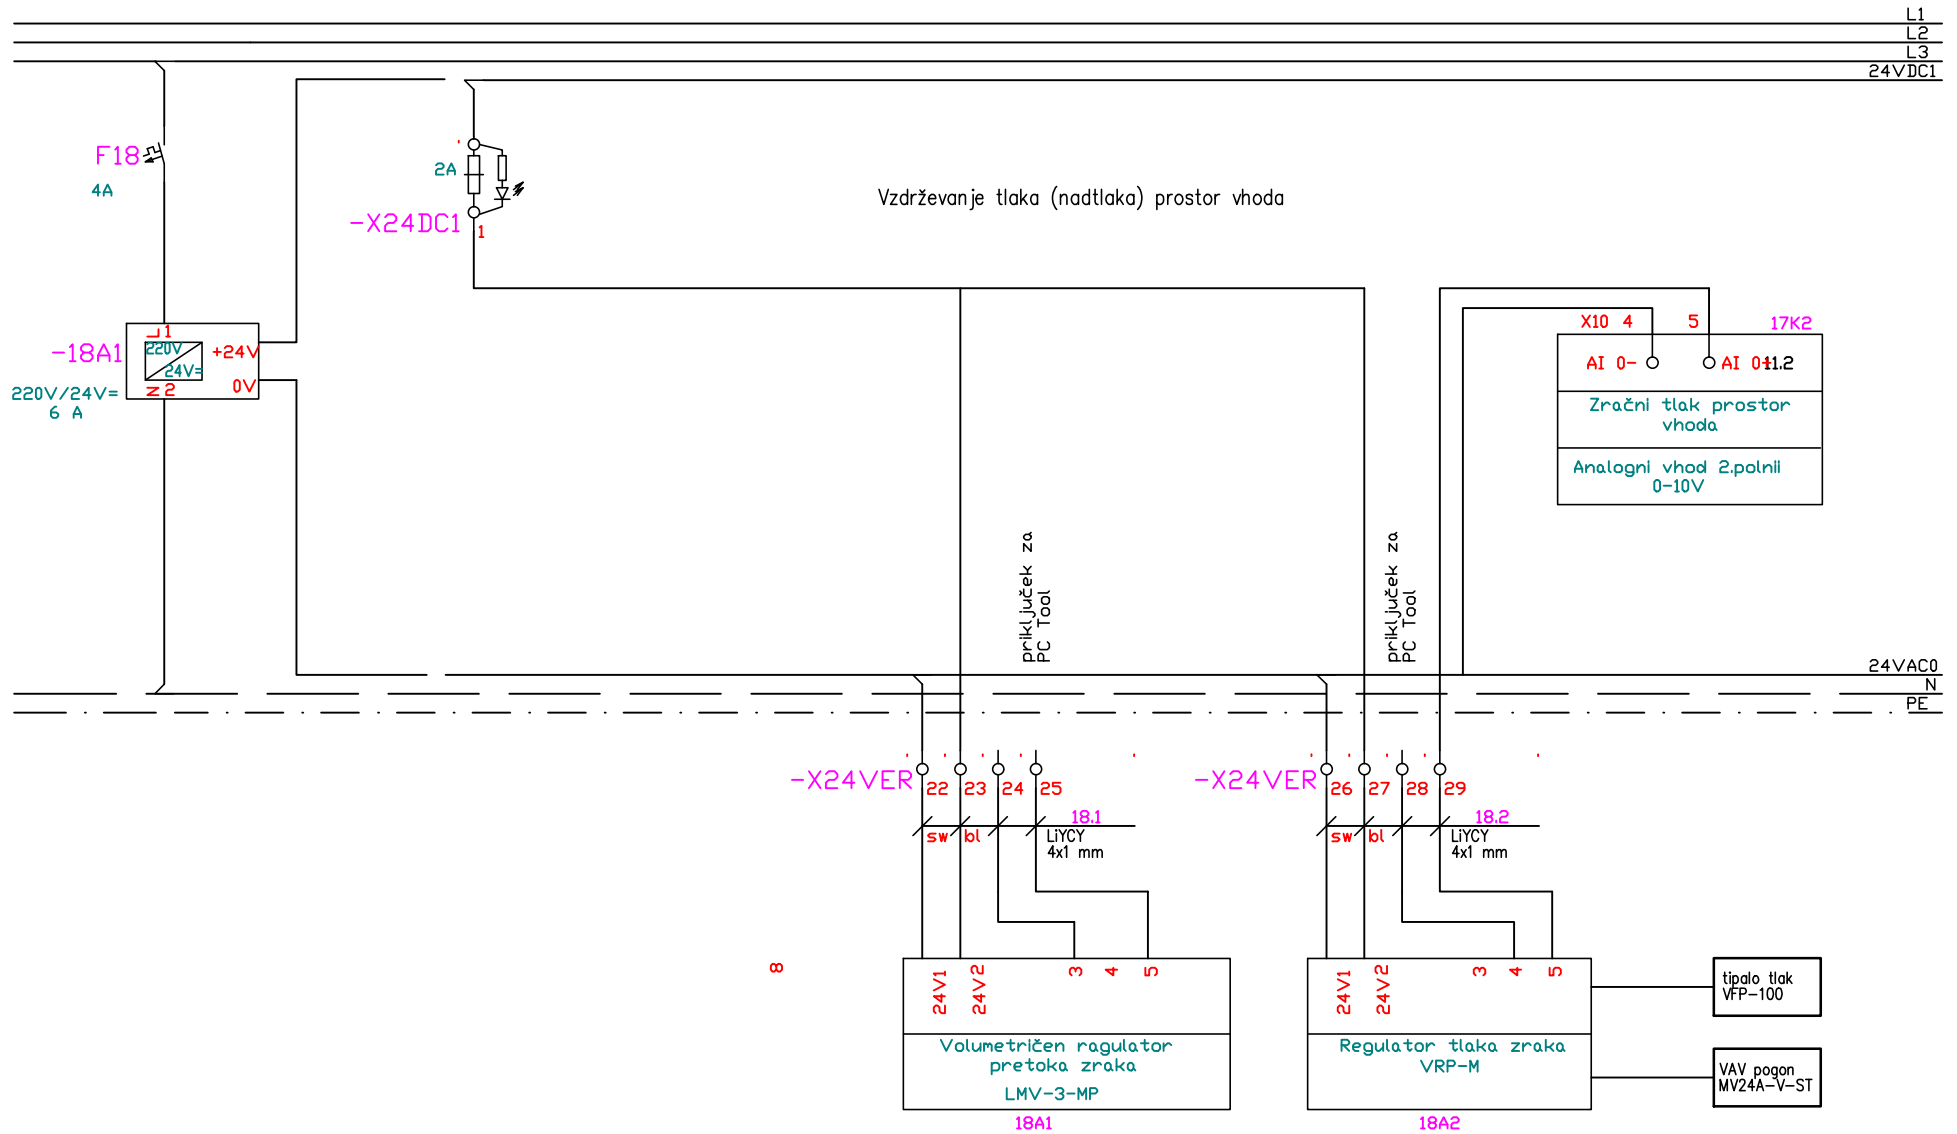 L1
L2
L3
24VDC1
F18
4A
2A
-X24DC1
1
Vzdrževanje tlaka (nadtlaka) prostor vhoda
-18A1
L 1
220V
24V=
N 2
+24V
0V
220V/24V=
6 A
X10 4
5
17K2
AI 0-
AI 0+
11.2
Zračni tlak prostor
vhoda
Analogni vhod 2.polnii
0-10V
priključek za
PC Tool
priključek za
PC Tool
24VAC0
N
PE
-X24VER
22
23
24
25
-X24VER
26
27
28
29
18.1
sw
bl
LiYCY
4x1 mm
18.2
sw
bl
LiYCY
4x1 mm
8
24V1
24V2
3
4
5
Volumetričen ragulator
pretoka zraka
LMV-3-MP
18A1
24V1
24V2
3
4
5
Regulator tlaka zraka
VRP-M
18A2
tipalo tlak
VFP-100
VAV pogon
MV24A-V-ST